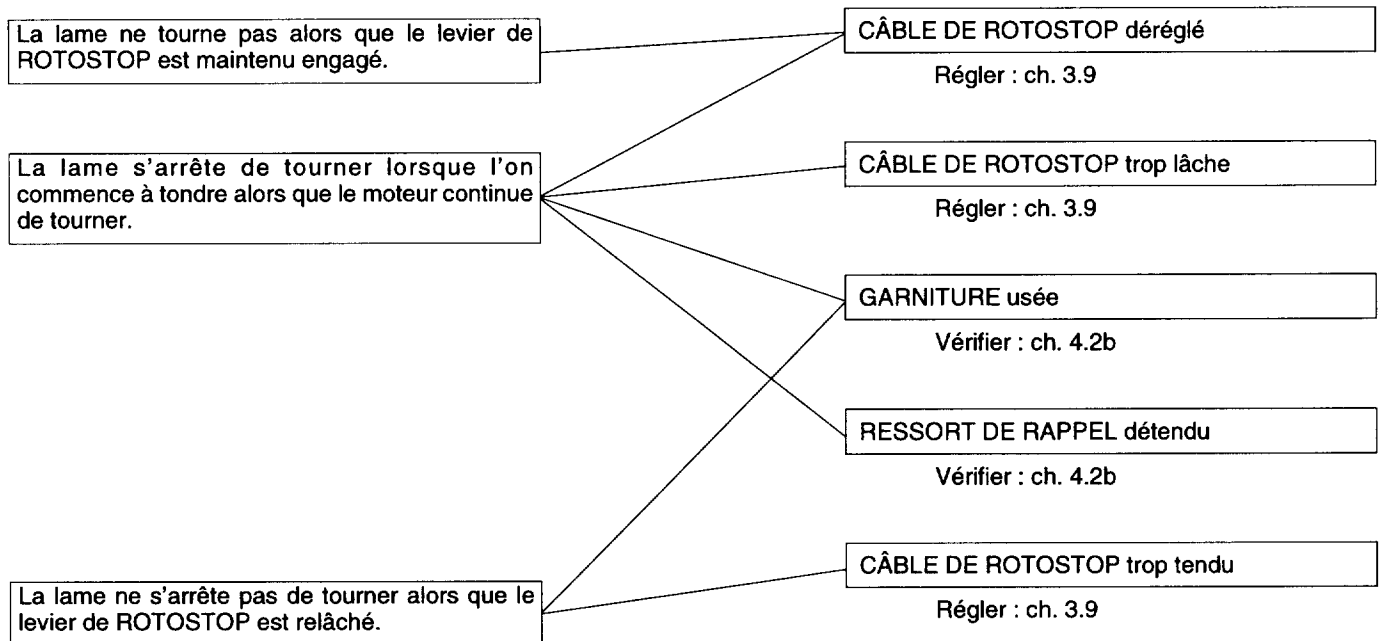 La lame ne tourne pas alors que le levier de
ROTOSTOP est maintenu engagé.
CÂBLE DE ROTOSTOP déréglé
Régler : ch. 3.9
La lame s'arrête de tourner lorsque l'on
commence à tondre alors que le moteur continue
de tourner.
CÂBLE DE ROTOSTOP trop lâche
Régler : ch. 3.9
GARNITURE usée
Vérifier : ch. 4.2b
RESSORT DE RAPPEL détendu
Vérifier : ch. 4.2b
La lame ne s'arrête pas de tourner alors que le
levier de ROTOSTOP est relâché.
CÂBLE DE ROTOSTOP trop tendu
Régler : ch. 3.9